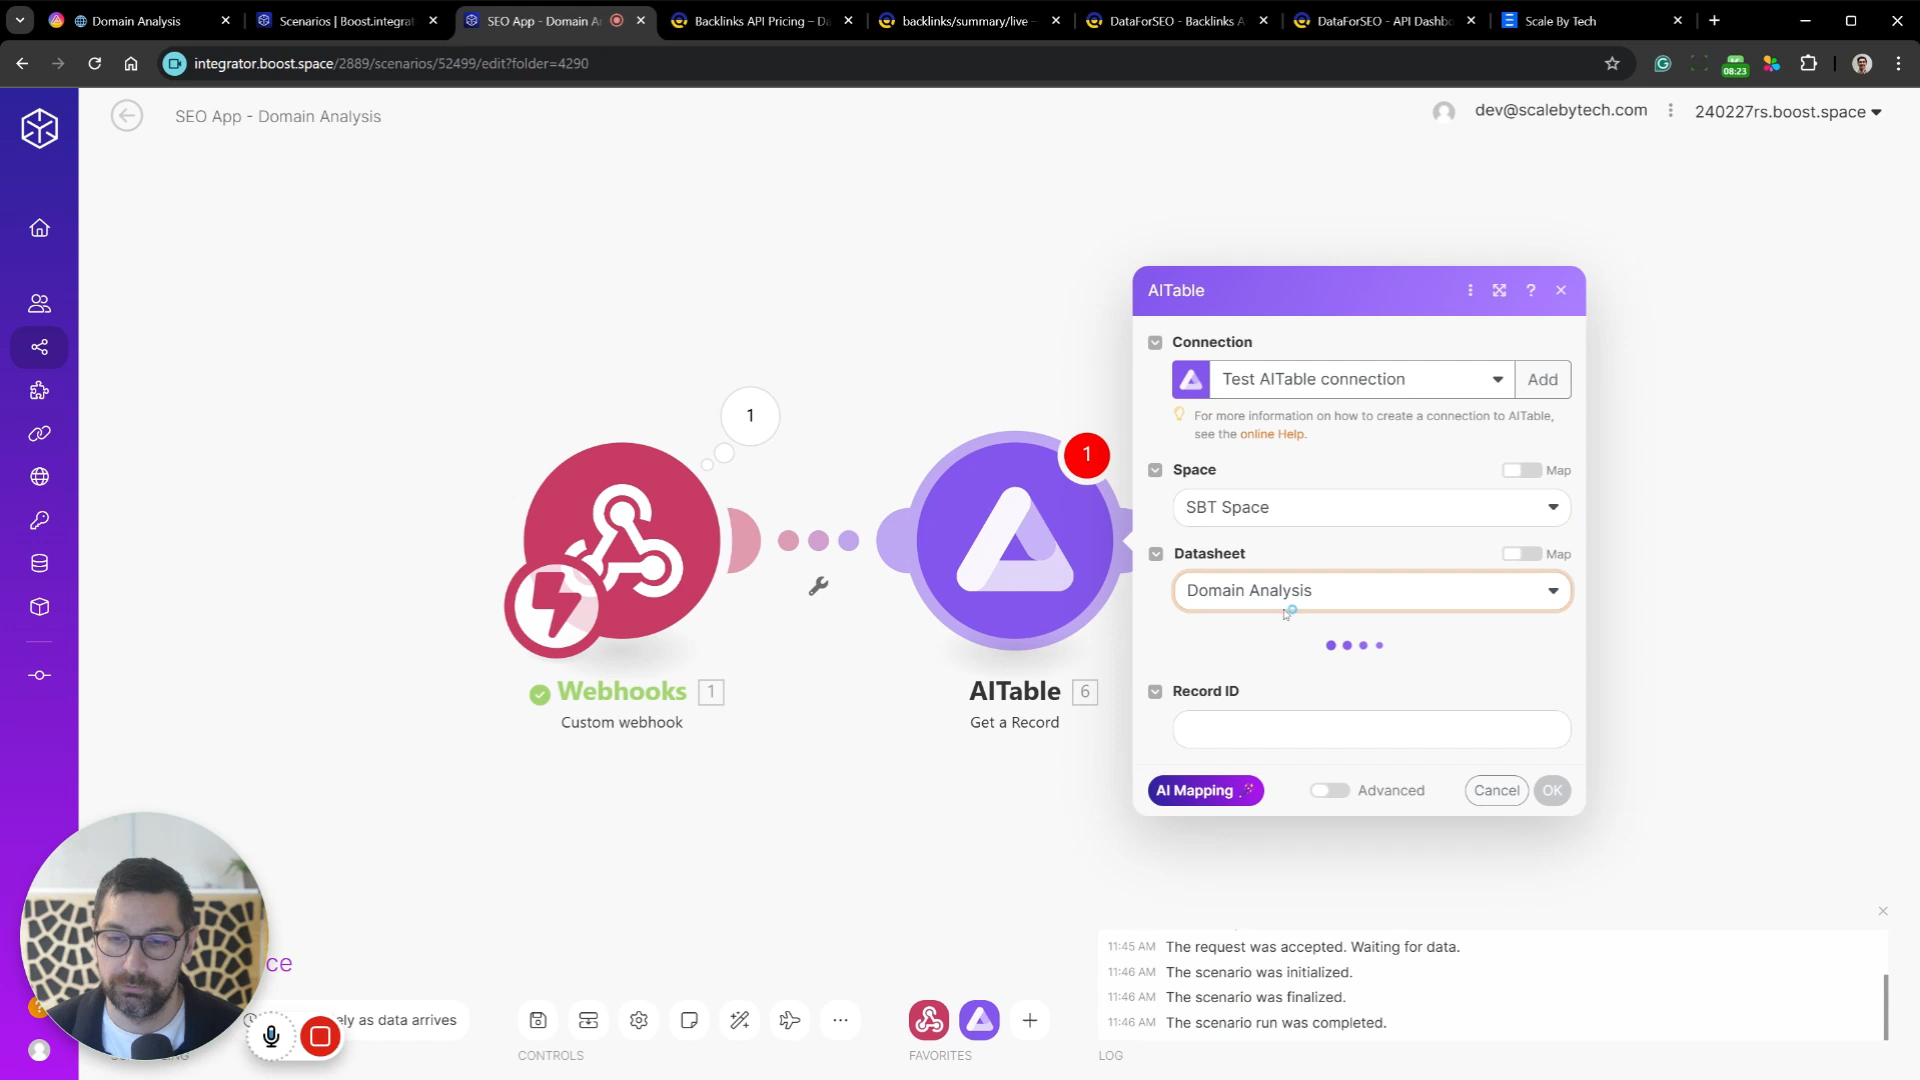 Domain Analysis
Scenarios | Boost.integrat
SEO App - Domain A
Backlinks API Pricing – Da
backlinks/summary/live –
DataForSEO - Backlinks A
DataForSEO - API Dashbo
Scale By Tech
integrator.boost.space/2889/scenarios/52499/edit?folder=4290
08:23
SEO App - Domain Analysis
dev@scalebytech.com
240227rs.boost.space
AITable
Connection
Test AITable connection
Add
For more information on how to create a connection to AITable,
see the online Help.
Space
Map
SBT Space
Datasheet
Map
Domain Analysis
Record ID
AI Mapping
Advanced
Cancel
OK
1
1
Webhooks 1
Custom webhook
AITable 6
Get a Record
ce
ely as data arrives
CONTROLS
FAVORITES
LOG
11:45 AM The request was accepted. Waiting for data.
11:46 AM The scenario was initialized.
11:46 AM The scenario was finalized.
11:46 AM The scenario run was completed.